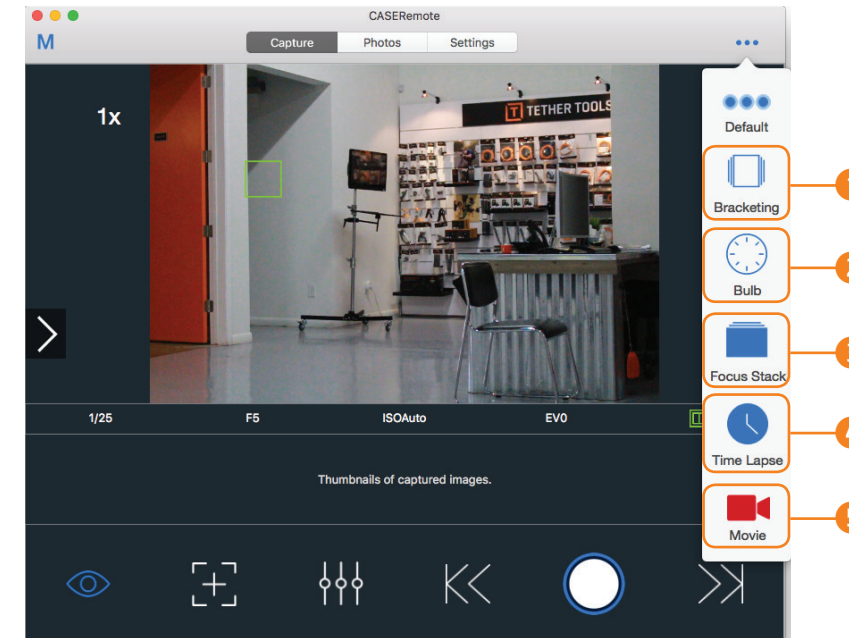 CASERemote
M
Capture Photos Settings
1x
TETHER TOOLS
Default
Bracketing
Bulb
Focus Stack
Time Lapse
Movie
1/25 F5 ISOAuto EV0
Thumbnails of captured images.